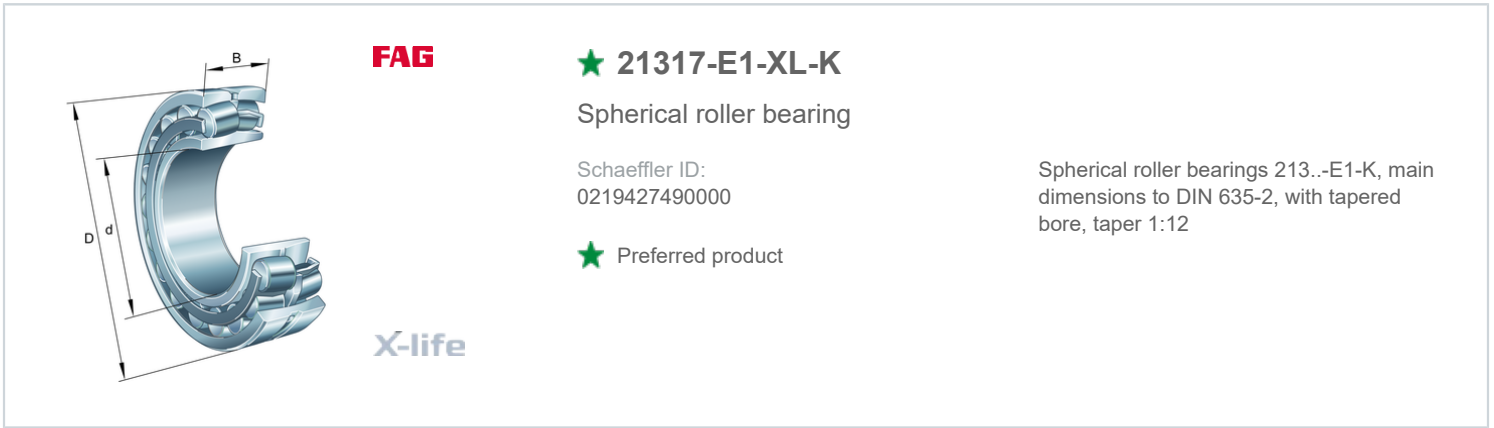 B
D
d
FAG
X-life
21317-E1-XL-K
Spherical roller bearing
Schaeffler ID:
0219427490000
Preferred product
Spherical roller bearings 213..-E1-K, main
dimensions to DIN 635-2, with tapered
bore, taper 1:12